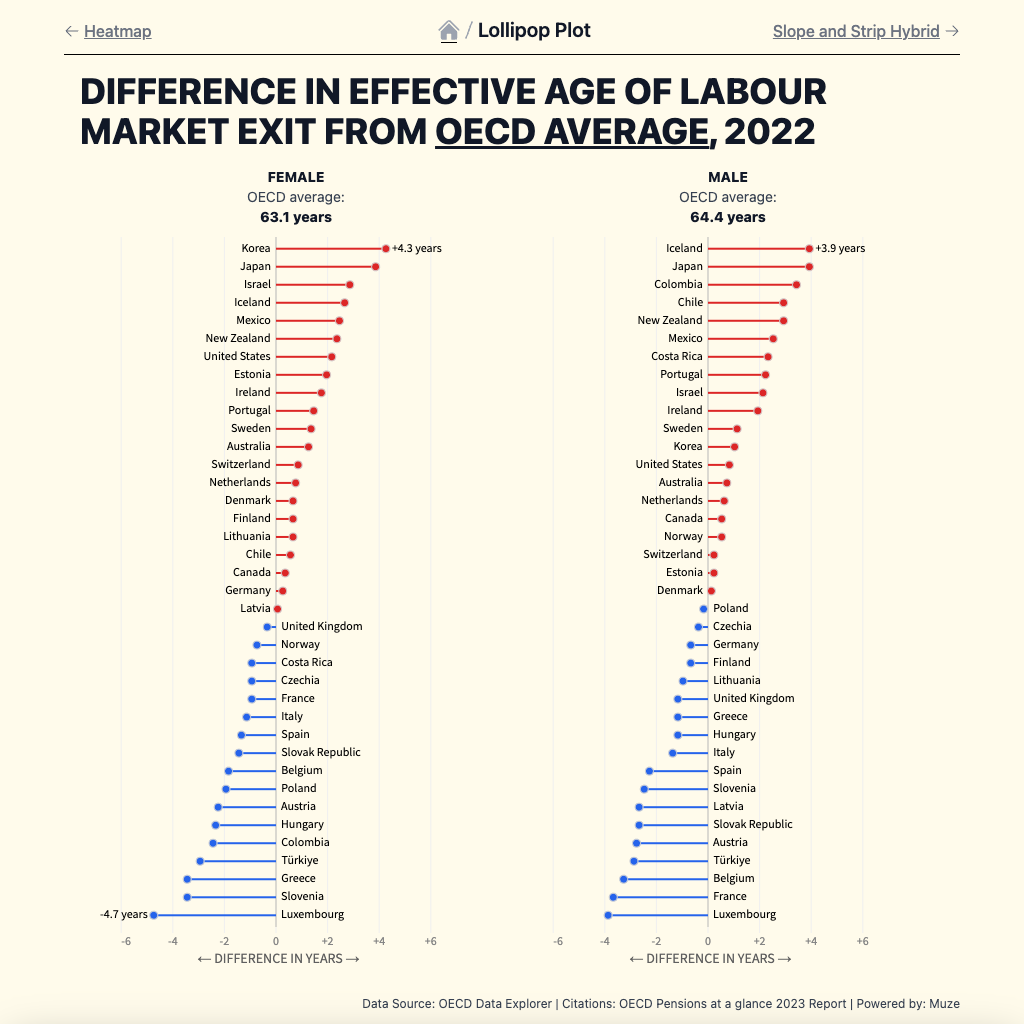 ← Heatmap
/ Lollipop Plot
Slope and Strip Hybrid →
DIFFERENCE IN EFFECTIVE AGE OF LABOUR
MARKET EXIT FROM OECD AVERAGE, 2022
FEMALE
OECD average:
63.1 years
Korea +4.3 years
Japan
Israel
Iceland
Mexico
New Zealand
United States
Estonia
Ireland
Portugal
Sweden
Australia
Switzerland
Netherlands
Denmark
Finland
Lithuania
Chile
Canada
Germany
Latvia
United Kingdom
Norway
Costa Rica
Czechia
France
Italy
Spain
Slovak Republic
Belgium
Poland
Austria
Hungary
Colombia
Türkiye
Greece
Slovenia
-4.7 years Luxembourg
-6 -4 -2 0 +2 +4 +6
← DIFFERENCE IN YEARS →
MALE
OECD average:
64.4 years
Iceland +3.9 years
Japan
Colombia
Chile
New Zealand
Mexico
Costa Rica
Portugal
Israel
Ireland
Sweden
Korea
United States
Australia
Netherlands
Canada
Norway
Switzerland
Estonia
Denmark
Poland
Czechia
Germany
Finland
Lithuania
United Kingdom
Greece
Hungary
Italy
Spain
Slovenia
Latvia
Slovak Republic
Austria
Türkiye
Belgium
France
Luxembourg
-6 -4 -2 0 +2 +4 +6
← DIFFERENCE IN YEARS →
Data Source: OECD Data Explorer | Citations: OECD Pensions at a glance 2023 Report | Powered by: Muze